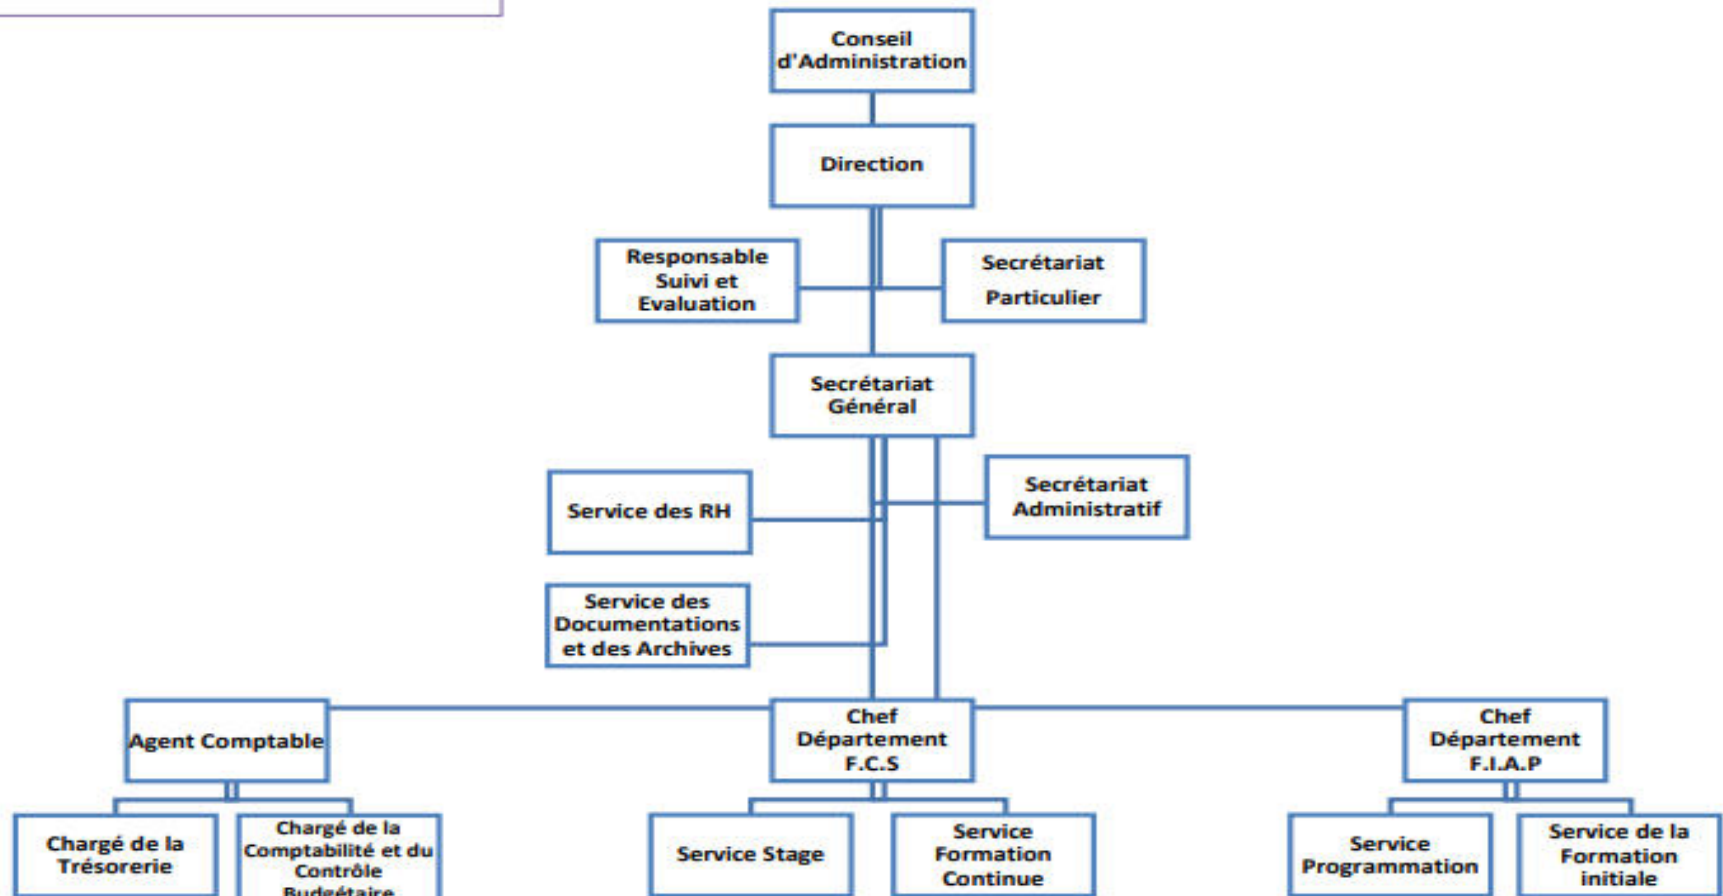 Conseil
d'Administration
Direction
Responsable
Suivi et
Evaluation
Secrétariat
Particulier
Secrétariat
Général
Service des RH
Secrétariat
Administratif
Service des
Documentations
et des Archives
Agent Comptable
Chef
Département
F.C.S
Chef
Département
F.I.A.P
Chargé de la
Trésorerie
Chargé de la
Comptabilité et du
Contrôle
Budgétaire
Service Stage
Service
Formation
Continue
Service
Programmation
Service de la
Formation
initiale